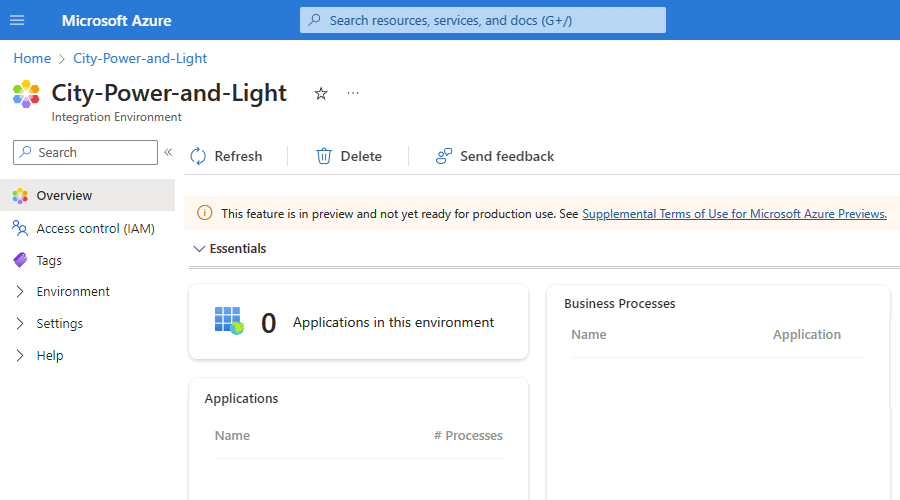 Microsoft Azure
Search resources, services, and docs (G+/)
Home > City-Power-and-Light
City-Power-and-Light
Integration Environment
Search
Refresh
Delete
Send feedback
Overview
Access control (IAM)
Tags
Environment
Settings
Help
This feature is in preview and not yet ready for production use. See Supplemental Terms of Use for Microsoft Azure Previews.
Essentials
0 Applications in this environment
Applications
Name # Processes
Business Processes
Name Application